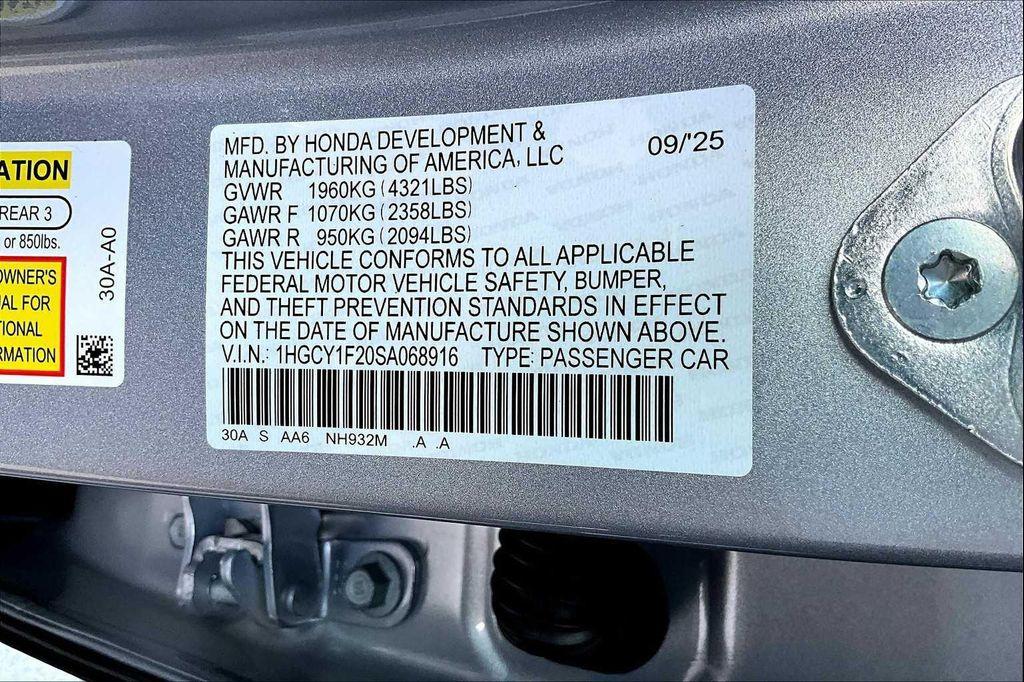 ATION
REAR 3
or 850lbs.
OWNER'S
UAL FOR
TIONAL
RMATION
30A-A0
MFD. BY HONDA DEVELOPMENT &
MANUFACTURING OF AMERICA, LLC
09/'25
GVWR 1960KG (4321LBS)
GAWR F 1070KG (2358LBS)
GAWR R 950KG (2094LBS)
THIS VEHICLE CONFORMS TO ALL APPLICABLE
FEDERAL MOTOR VEHICLE SAFETY, BUMPER,
AND THEFT PREVENTION STANDARDS IN EFFECT
ON THE DATE OF MANUFACTURE SHOWN ABOVE.
V.I.N.: 1HGCY1F20SA068916 TYPE: PASSENGER CAR
30A S AA6 NH932M .A .A